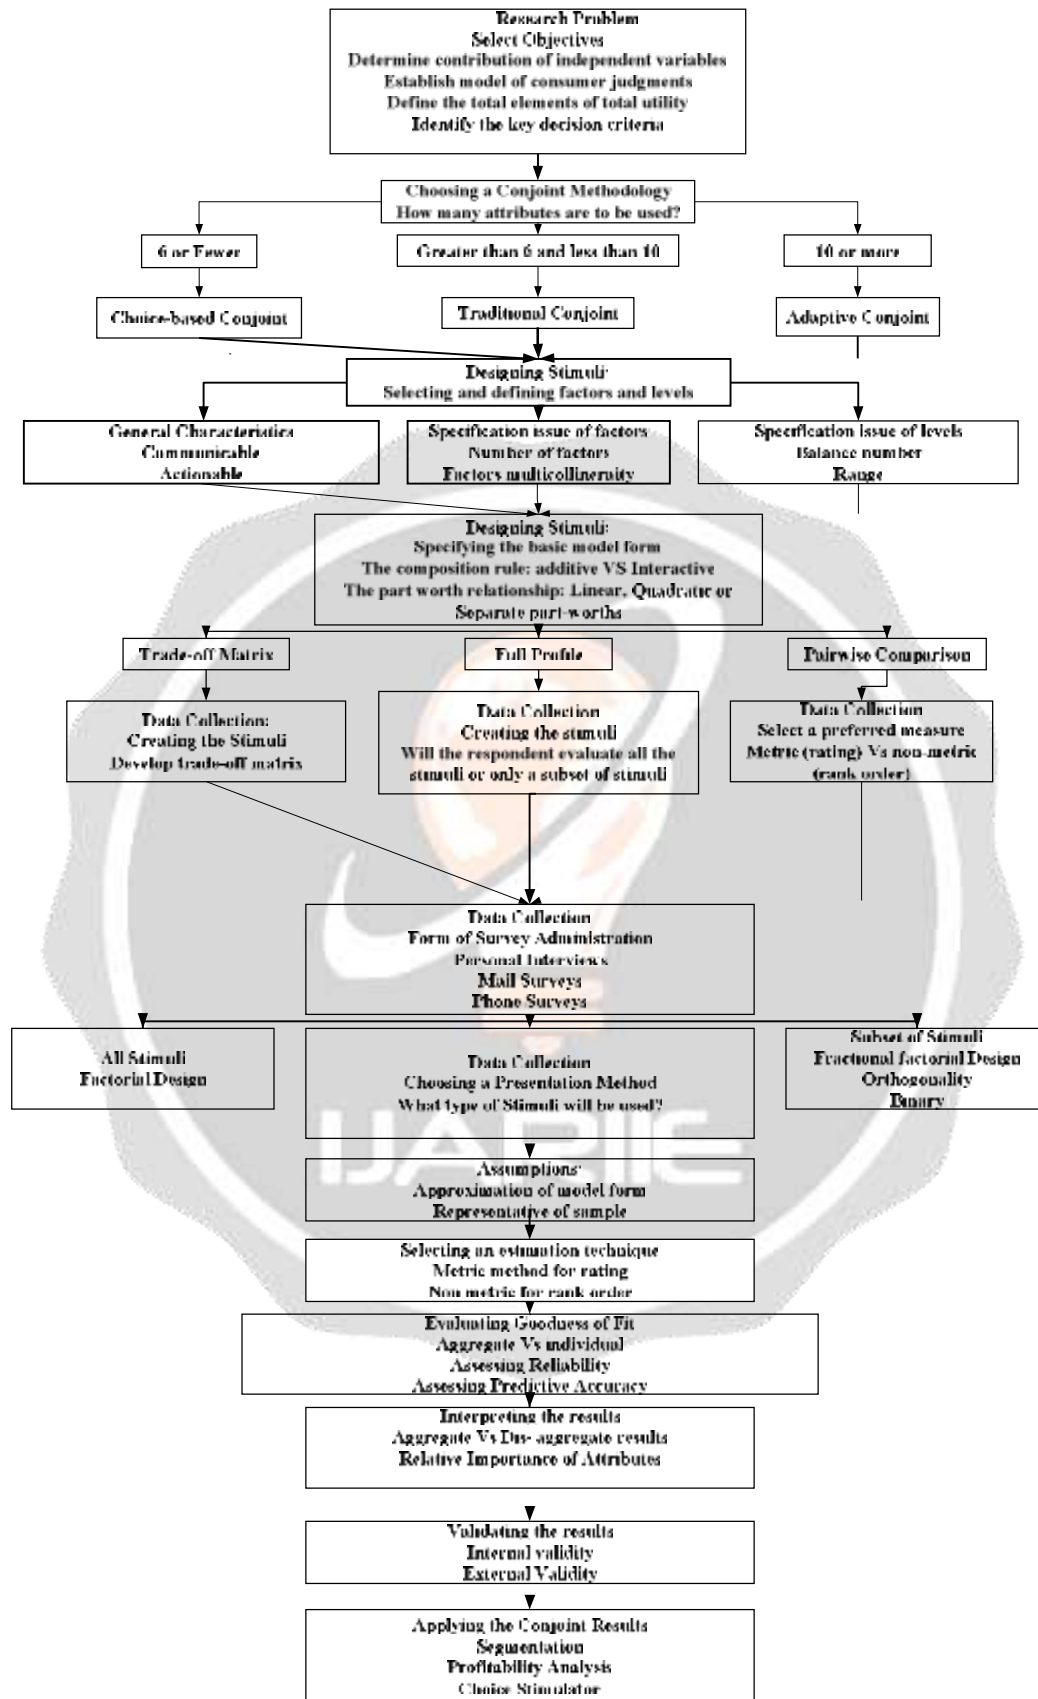 Research Problem
Select Objectives
Determine contribution of independent variables
Establish model of consumer judgments
Define the total elements of total utility
Identify the key decision criteria
Choosing a Conjoint Methodology
How many attributes are to be used?
6 or Fewer
Greater than 6 and less than 10
10 or more
Choice-based Conjoint
Traditional Conjoint
Adaptive Conjoint
Designing Stimuli:
Selecting and defining factors and levels
General Characteristics
Communicable
Actionable
Specification issue of factors
Number of factors
Factors multicollineruity
Specification issue of levels
Balance number
Range
Designing Stimuli:
Specifying the basic model form
The composition rule: additive VS Interactive
The part worth relationship: Linear, Quadratic or
Separate part-worths
Trade-off Matrix
Full Profile
Pairwise Comparison
Data Collection:
Creating the Stimuli
Develop trade-off matrix
Data Collection
Creating the stimuli
Will the respondent evaluate all the
stimuli or only a subset of stimuli
Data Collection
Select a preferred measure
Metric (rating) Vs non-metric
(rank order)
Data Collection
Form of Survey Administration
Personal Interviews
Mail Surveys
Phone Surveys
All Stimuli
Factorial Design
Data Collection
Choosing a Presentation Method
What type of Stimuli will be used?
Subset of Stimuli
Fractional factorial Design
Orthogonality
Binary
IJARIIE
Assumptions
Approximation of model form
Representative of sample
Selecting an estimation technique
Metric method for rating
Non metric for rank order
Evaluating Goodness of Fit
Aggregate Vs individual
Assessing Reliability
Assessing Predictive Accuracy
Interpreting the results
Aggregate Vs Dis- aggregate results
Relative Importance of Attributes
Validating the results
Internal validity
External Validity
Applying the Conjoint Results
Segmentation
Profitability Analysis
Choice Stimulator